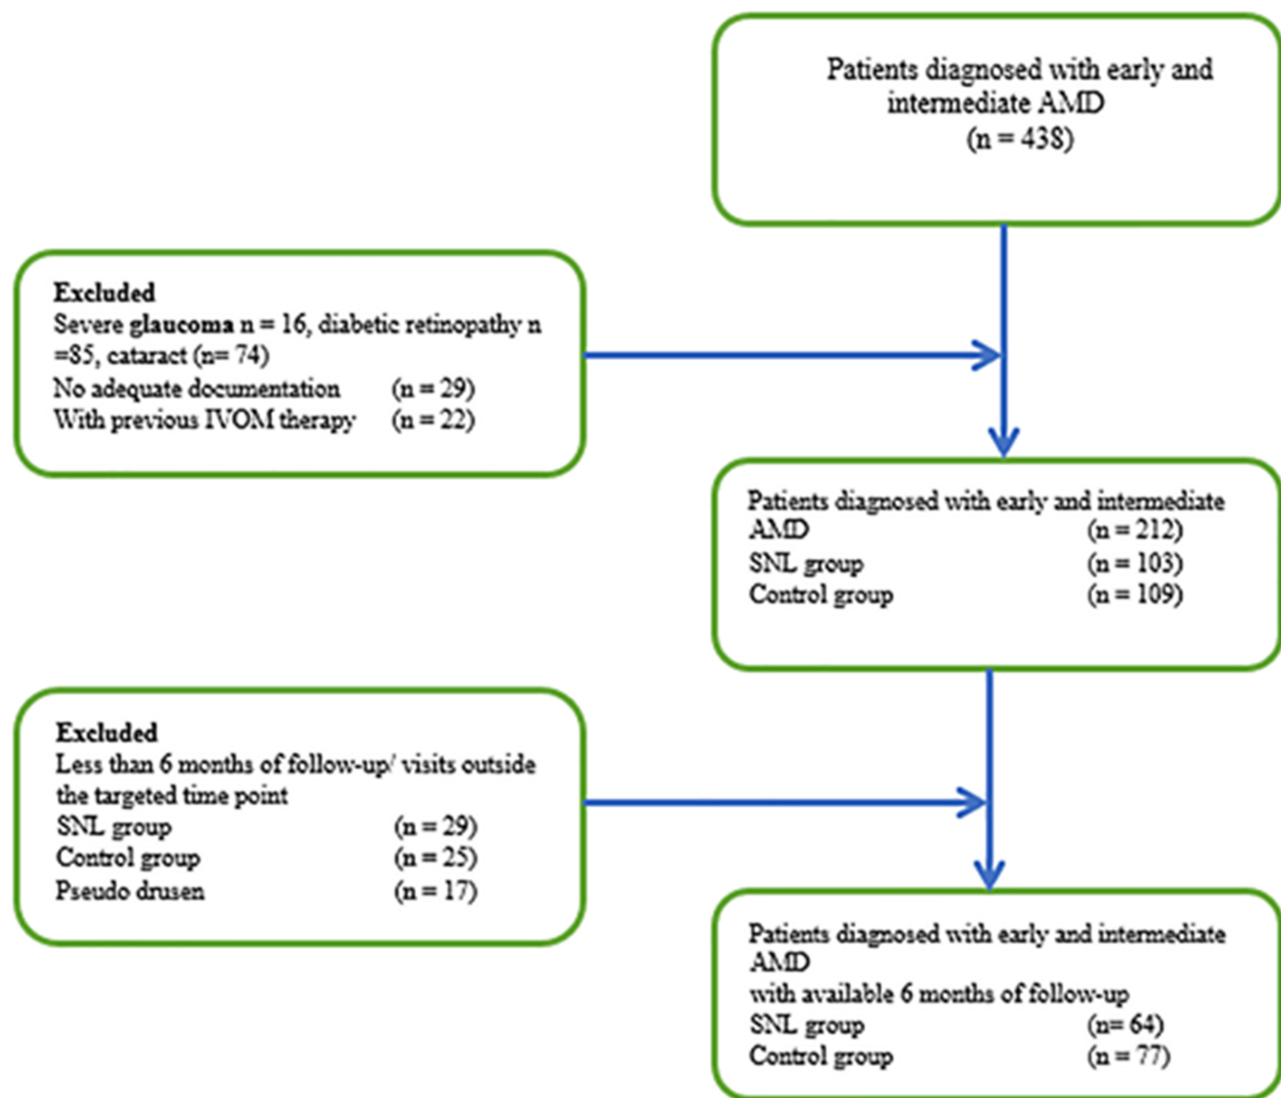 Patients diagnosed with early and
intermediate AMD
(n = 438)
Excluded
Severe glaucoma n = 16, diabetic retinopathy n
=85, cataract (n= 74)
No adequate documentation (n = 29)
With previous IVOM therapy (n = 22)
Patients diagnosed with early and intermediate
AMD (n = 212)
SNL group (n = 103)
Control group (n = 109)
Excluded
Less than 6 months of follow-up/ visits outside
the targeted time point
SNL group (n = 29)
Control group (n = 25)
Pseudo drusen (n = 17)
Patients diagnosed with early and intermediate
AMD
with available 6 months of follow-up
SNL group (n= 64)
Control group (n = 77)